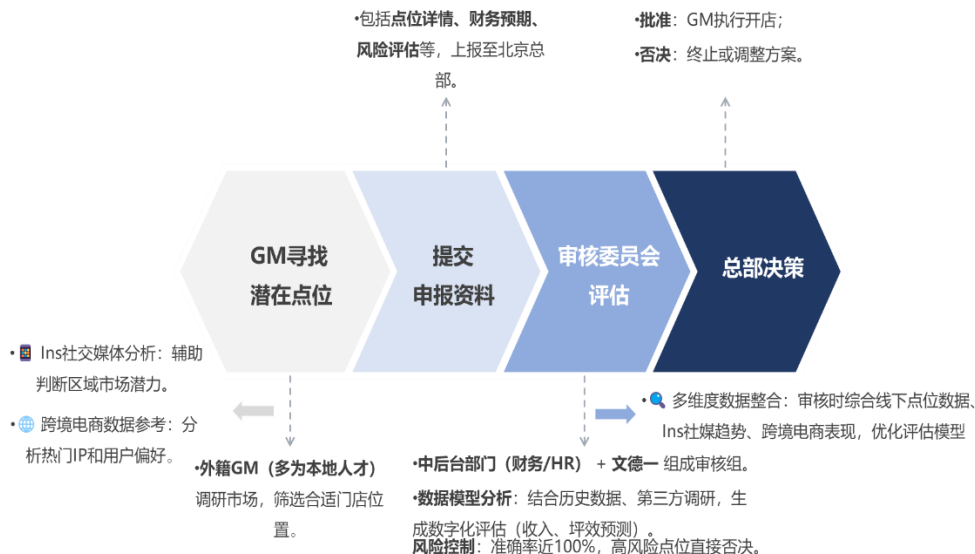 •包括点位详情、财务预期、
风险评估等，上报至北京总
部。
•批准：GM执行开店；
•否决：终止或调整方案。
GM寻找
潜在点位
提交
申报资料
审核委员会
评估
总部决策
• Ins社交媒体分析：辅助
判断区域市场潜力。
• 跨境电商数据参考：分
析热门IP和用户偏好。
•外籍GM（多为本地人才）
调研市场，筛选合适门店位
置。
• 多维度数据整合：审核时综合线下点位数据、
Ins社媒趋势、跨境电商表现，优化评估模型
•中后台部门（财务/HR） + 文德一 组成审核组。
•数据模型分析：结合历史数据、第三方调研，生
成数字化评估（收入、坪效预测）。
风险控制：准确率近100%，高风险点位直接否决。